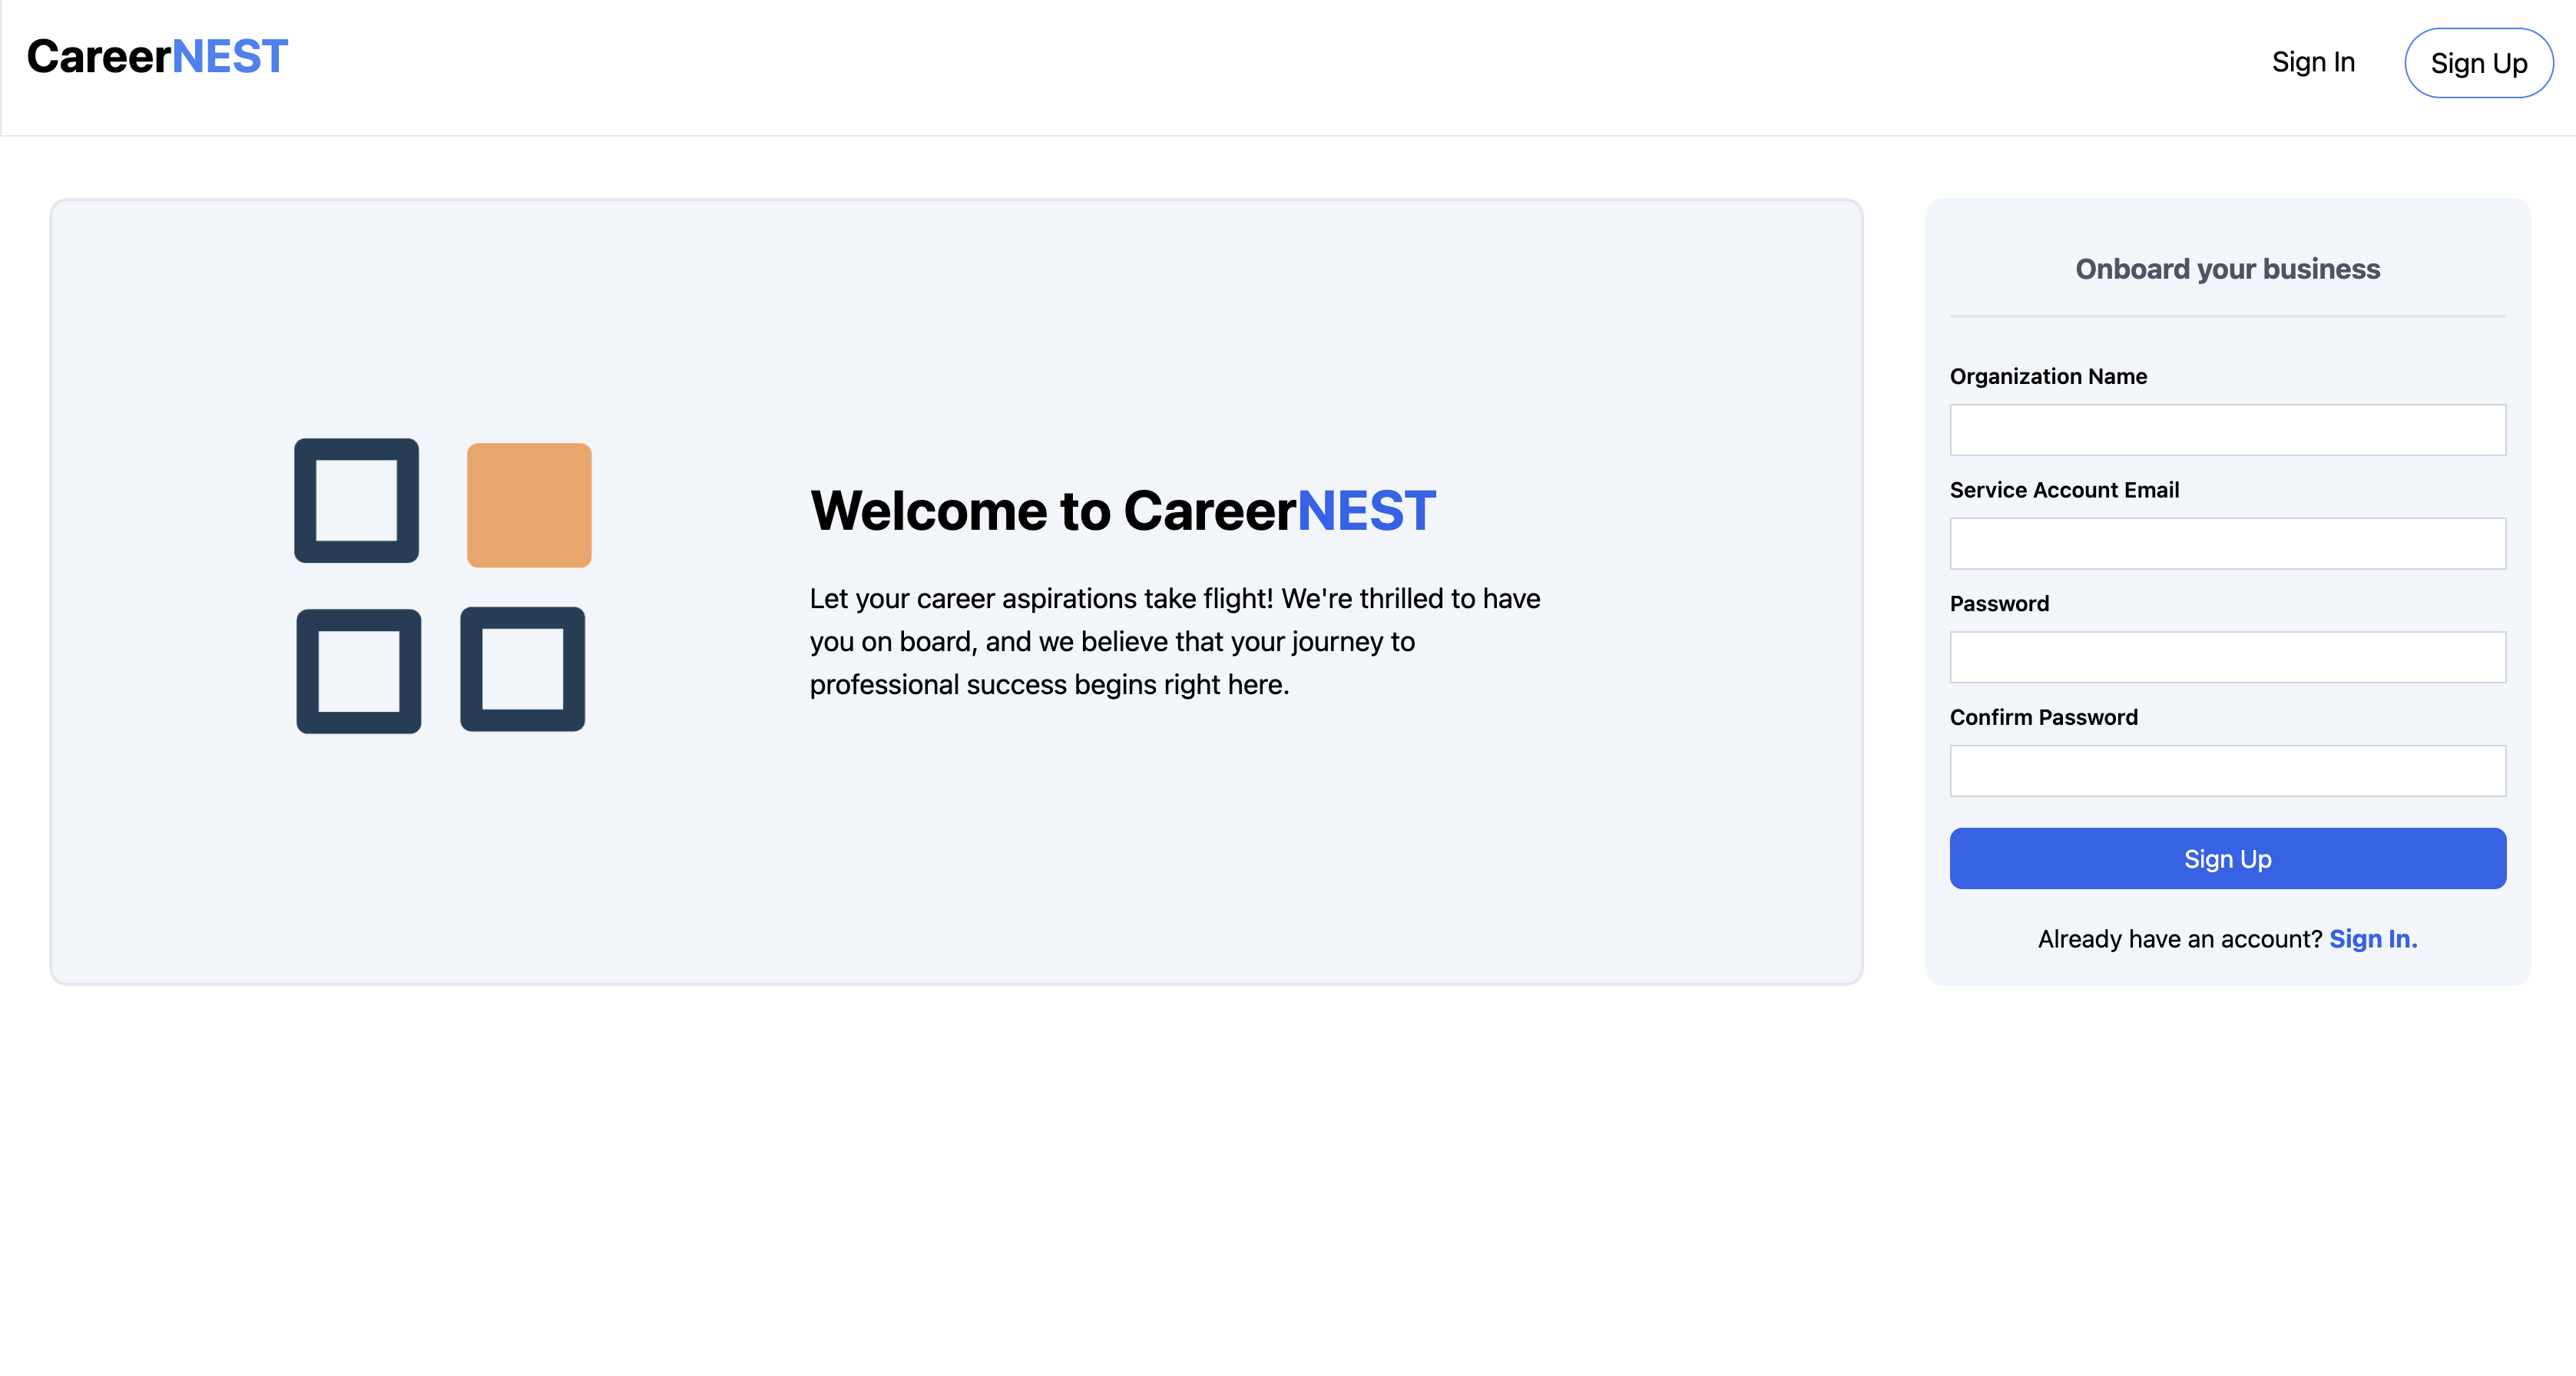 CareerNEST
Sign In
Sign Up
Welcome to CareerNEST
Let your career aspirations take flight! We're thrilled to have
you on board, and we believe that your journey to
professional success begins right here.
Onboard your business
Organization Name
Service Account Email
Password
Confirm Password
Sign Up
Already have an account? Sign In.